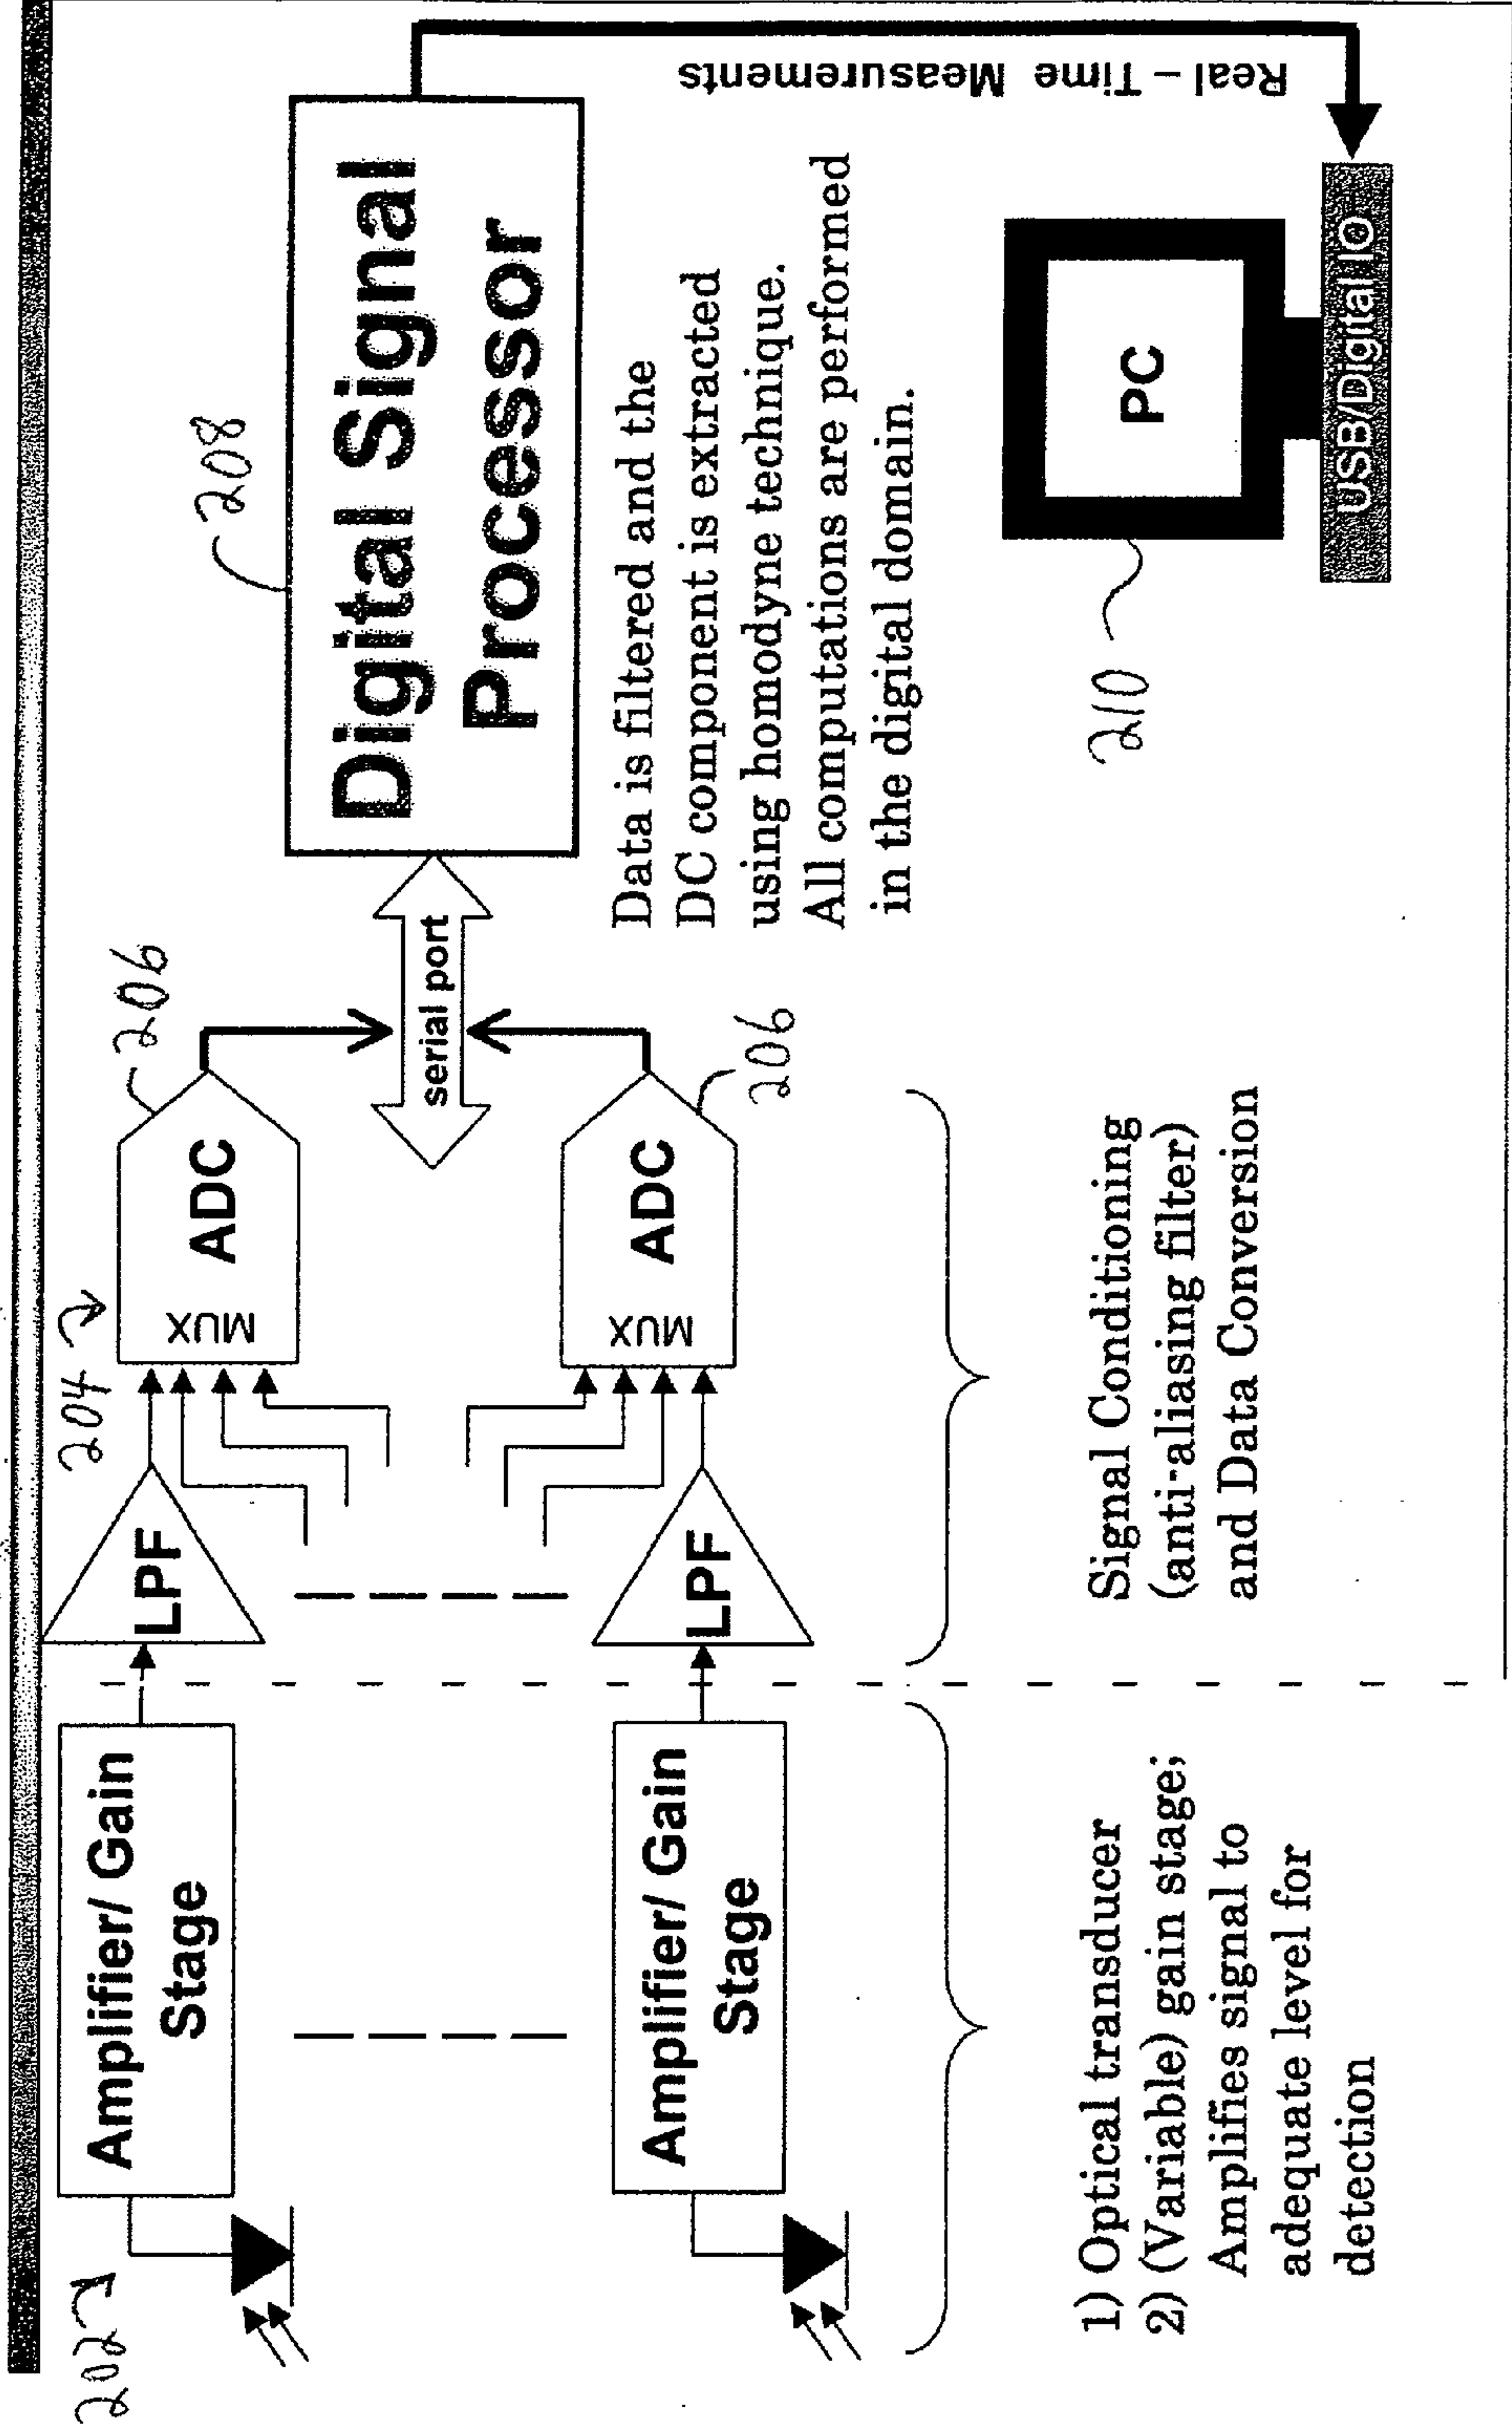 202
Amplifier/ Gain
Stage
LPF
204
MUX
ADC
206
serial port
208
Digital Signal
Processor
Amplifier/ Gain
Stage
LPF
MUX
ADC
206
Data is filtered and the
DC component is extracted
using homodyne technique.
All computations are performed
in the digital domain.
Real - Time Measurements
210
PC
USB/Digital IO
1) Optical transducer
2) (Variable) gain stage;
Amplifies signal to
adequate level for
detection
Signal Conditioning
(anti-aliasing filter)
and Data Conversion